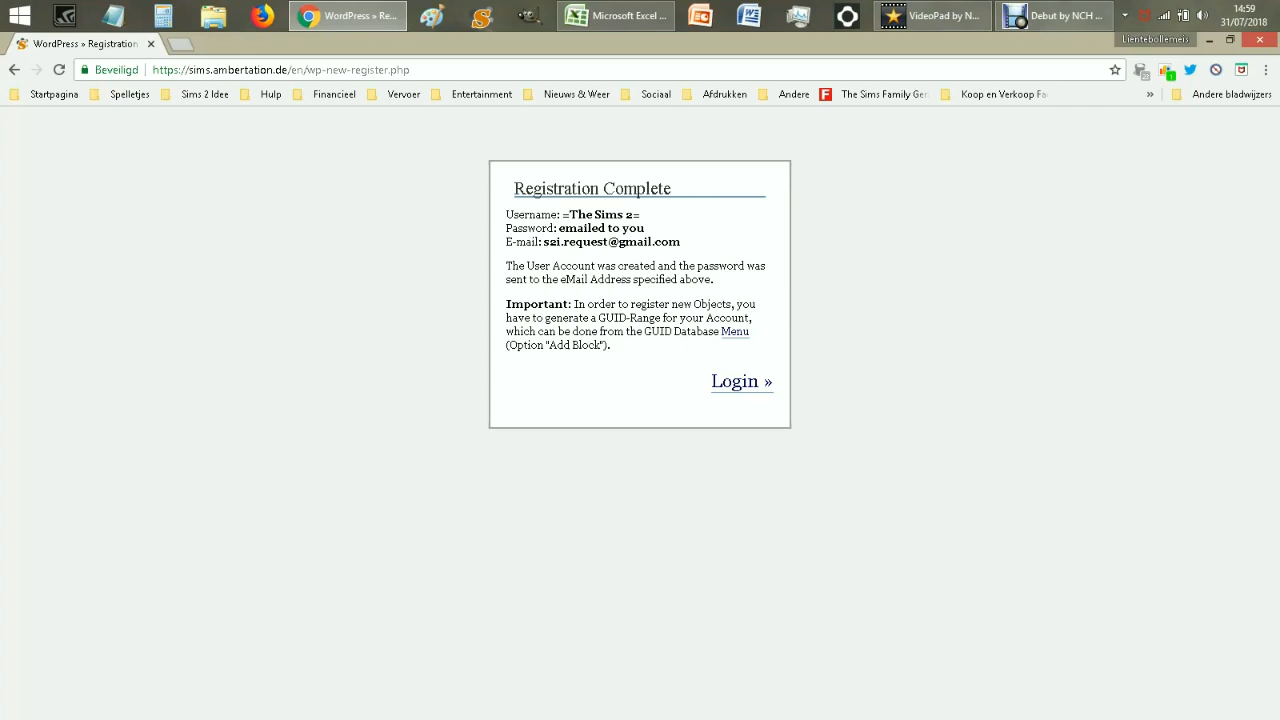 WordPress » Re...
Microsoft Excel ...
VideoPad by N...
Debut by NCH ...
14:59
31/07/2018
WordPress » Registration
Lientebollemeis
Beveiligd
https://sims.ambertation.de/en/wp-new-register.php
Startpagina
Spelletjes
Sims 2 Idee
Hulp
Financieel
Vervoer
Entertainment
Nieuws & Weer
Sociaal
Afdrukken
Andere
The Sims Family Ge
Koop en Verkoop Fa
»
Andere bladwijzers
Registration Complete
Username: =The Sims 2=
Password: emailed to you
E-mail: s2i.request@gmail.com
The User Account was created and the password was
sent to the eMail Address specified above.
Important: In order to register new Objects, you
have to generate a GUID-Range for your Account,
which can be done from the GUID Database Menu
(Option "Add Block").
Login »